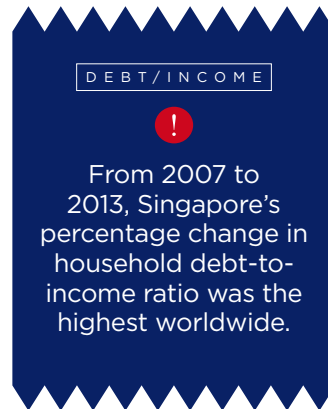 DEBT/INCOME
!
From 2007 to
2013, Singapore’s
percentage change in
household debt-to-
income ratio was the
highest worldwide.